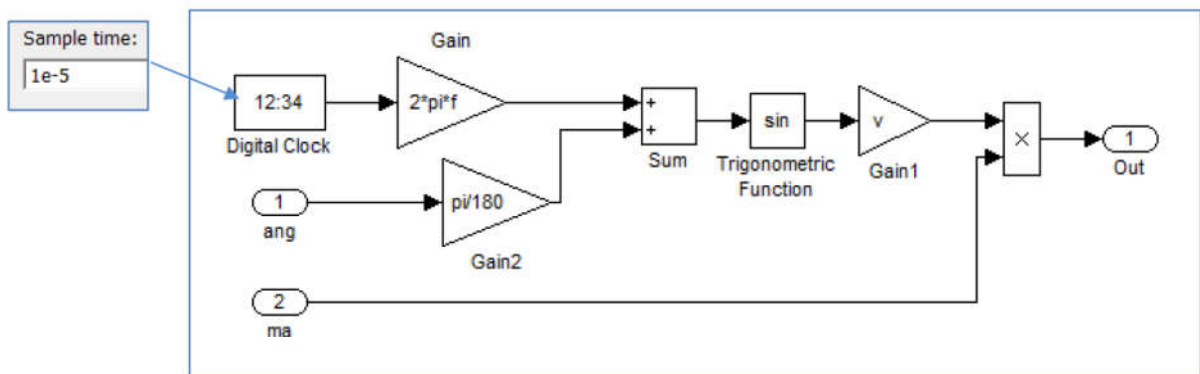 Sample time:
1e-5
Gain
12:34
2*pi*f
Digital Clock
+
+
Sum
sin
Trigonometric
Function
v
Gain1
×
1
Out
1
ang
pi/180
Gain2
2
ma